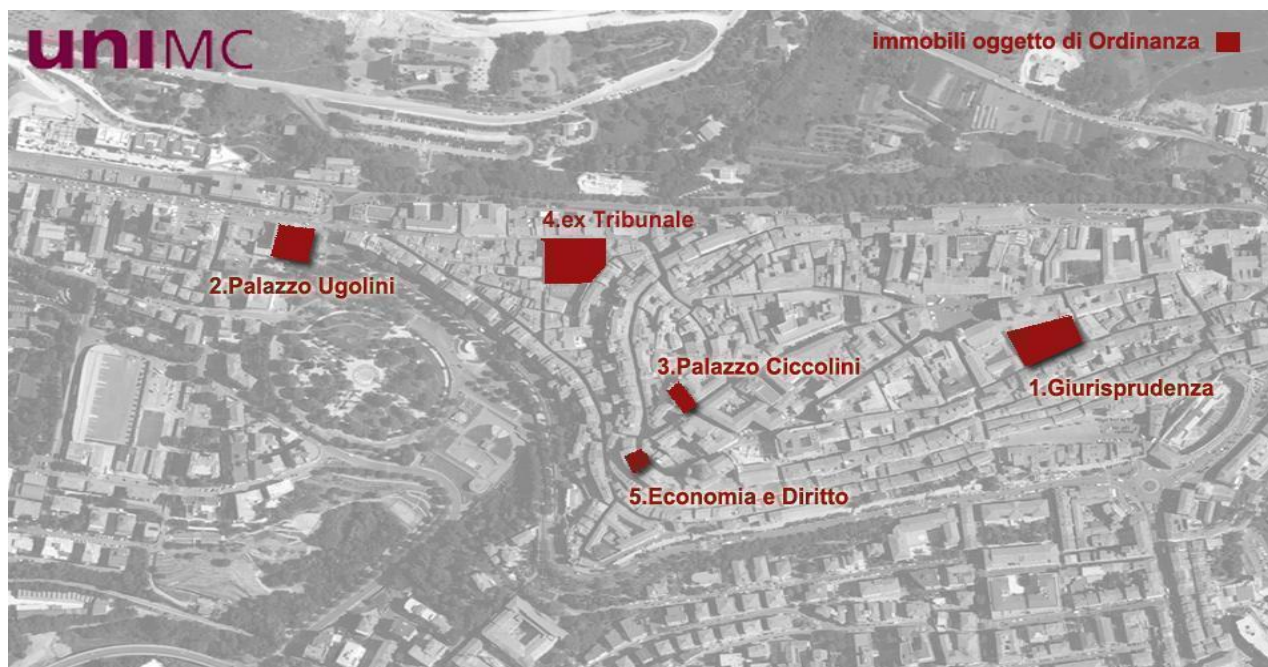 unIMC
immobili oggetto di Ordinanza
4.ex Tribunale
2.Palazzo Ugolini
3.Palazzo Ciccolini
1.Giurisprudenza
5.Economia e Diritto